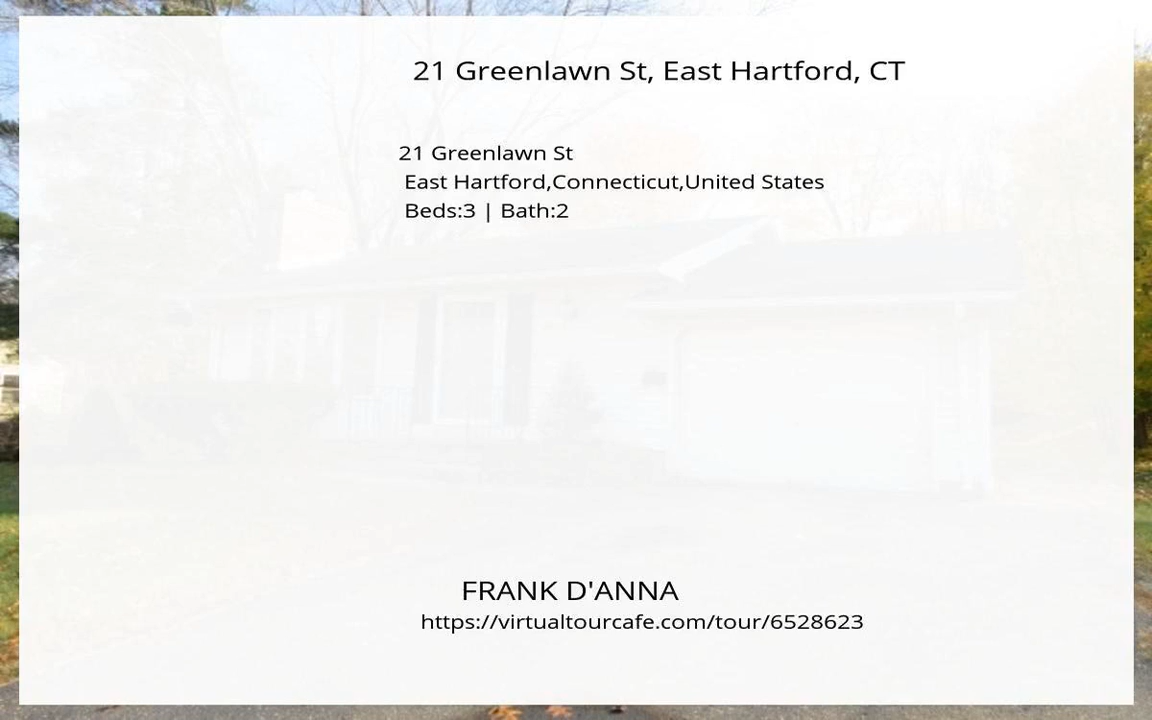 21 Greenlawn St, East Hartford, CT
21 Greenlawn St
East Hartford,Connecticut,United States
Beds:3 | Bath:2
FRANK D'ANNA
https://virtualtourcafe.com/tour/6528623